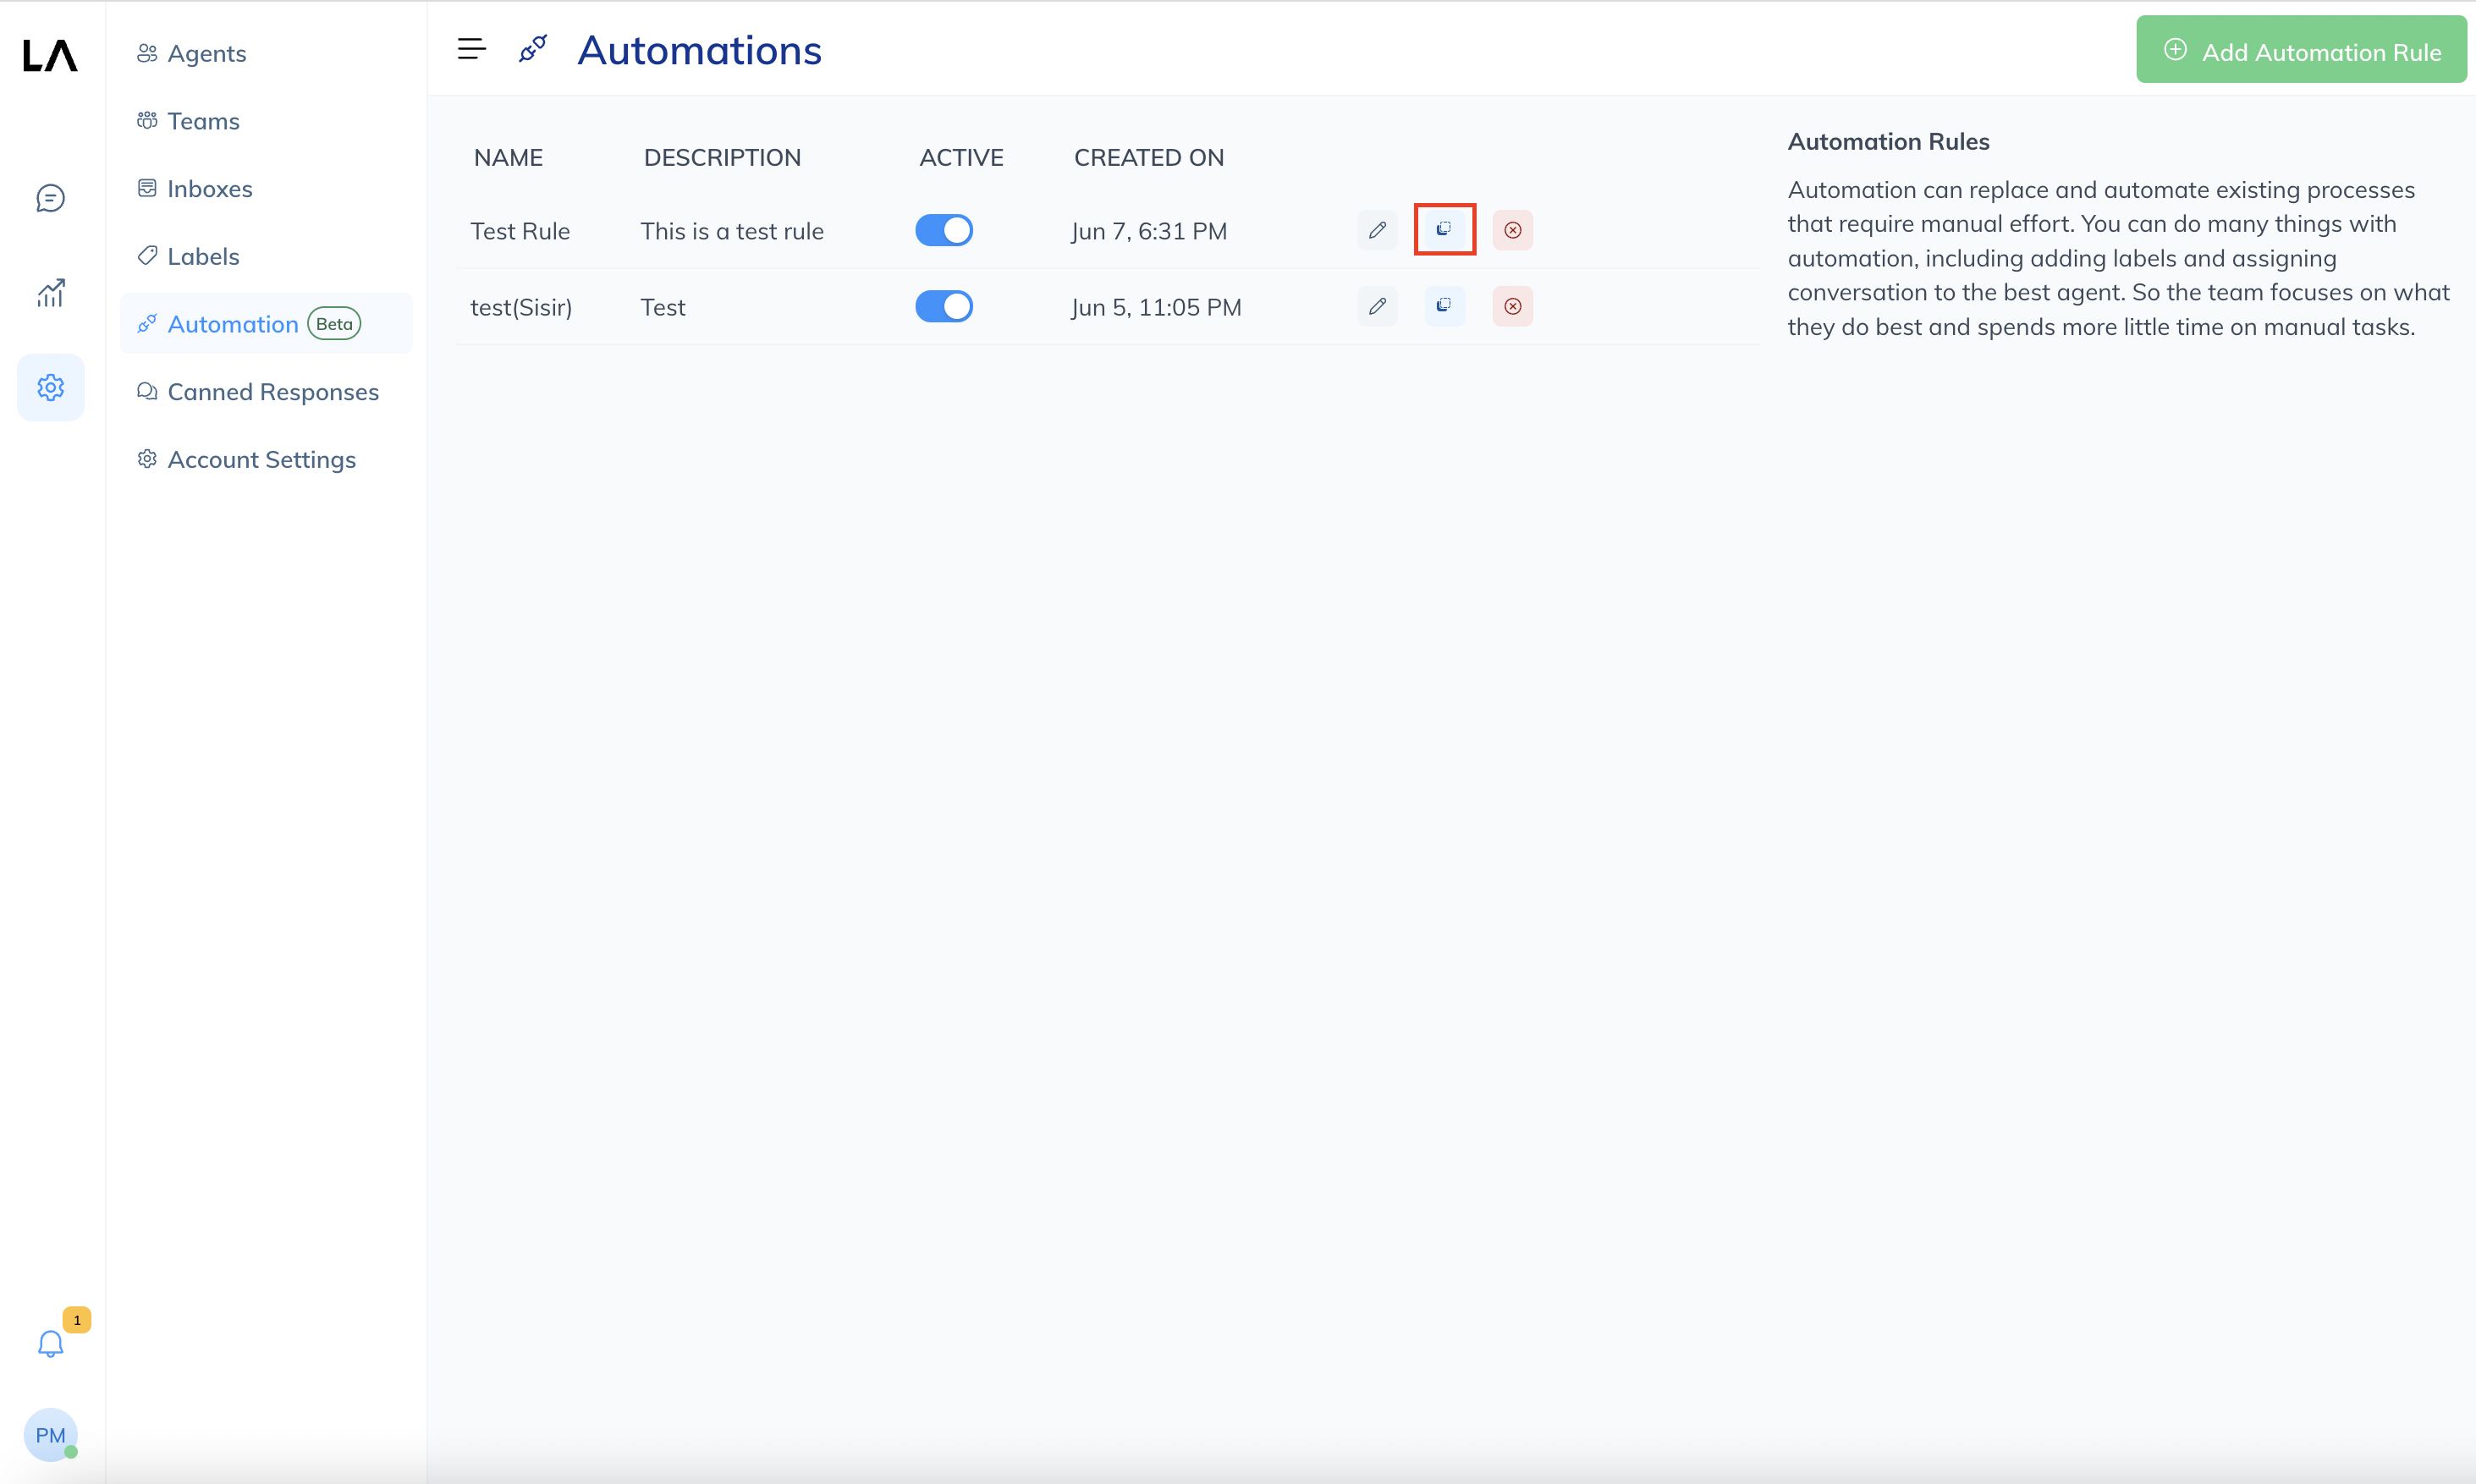 LA
Agents
Teams
Inboxes
Labels
Automation Beta
Canned Responses
Account Settings
1
PM
Automations
Add Automation Rule
NAME DESCRIPTION ACTIVE CREATED ON
Test Rule This is a test rule Jun 7, 6:31 PM
test(Sisir) Test Jun 5, 11:05 PM
Automation Rules
Automation can replace and automate existing processes
that require manual effort. You can do many things with
automation, including adding labels and assigning
conversation to the best agent. So the team focuses on what
they do best and spends more little time on manual tasks.